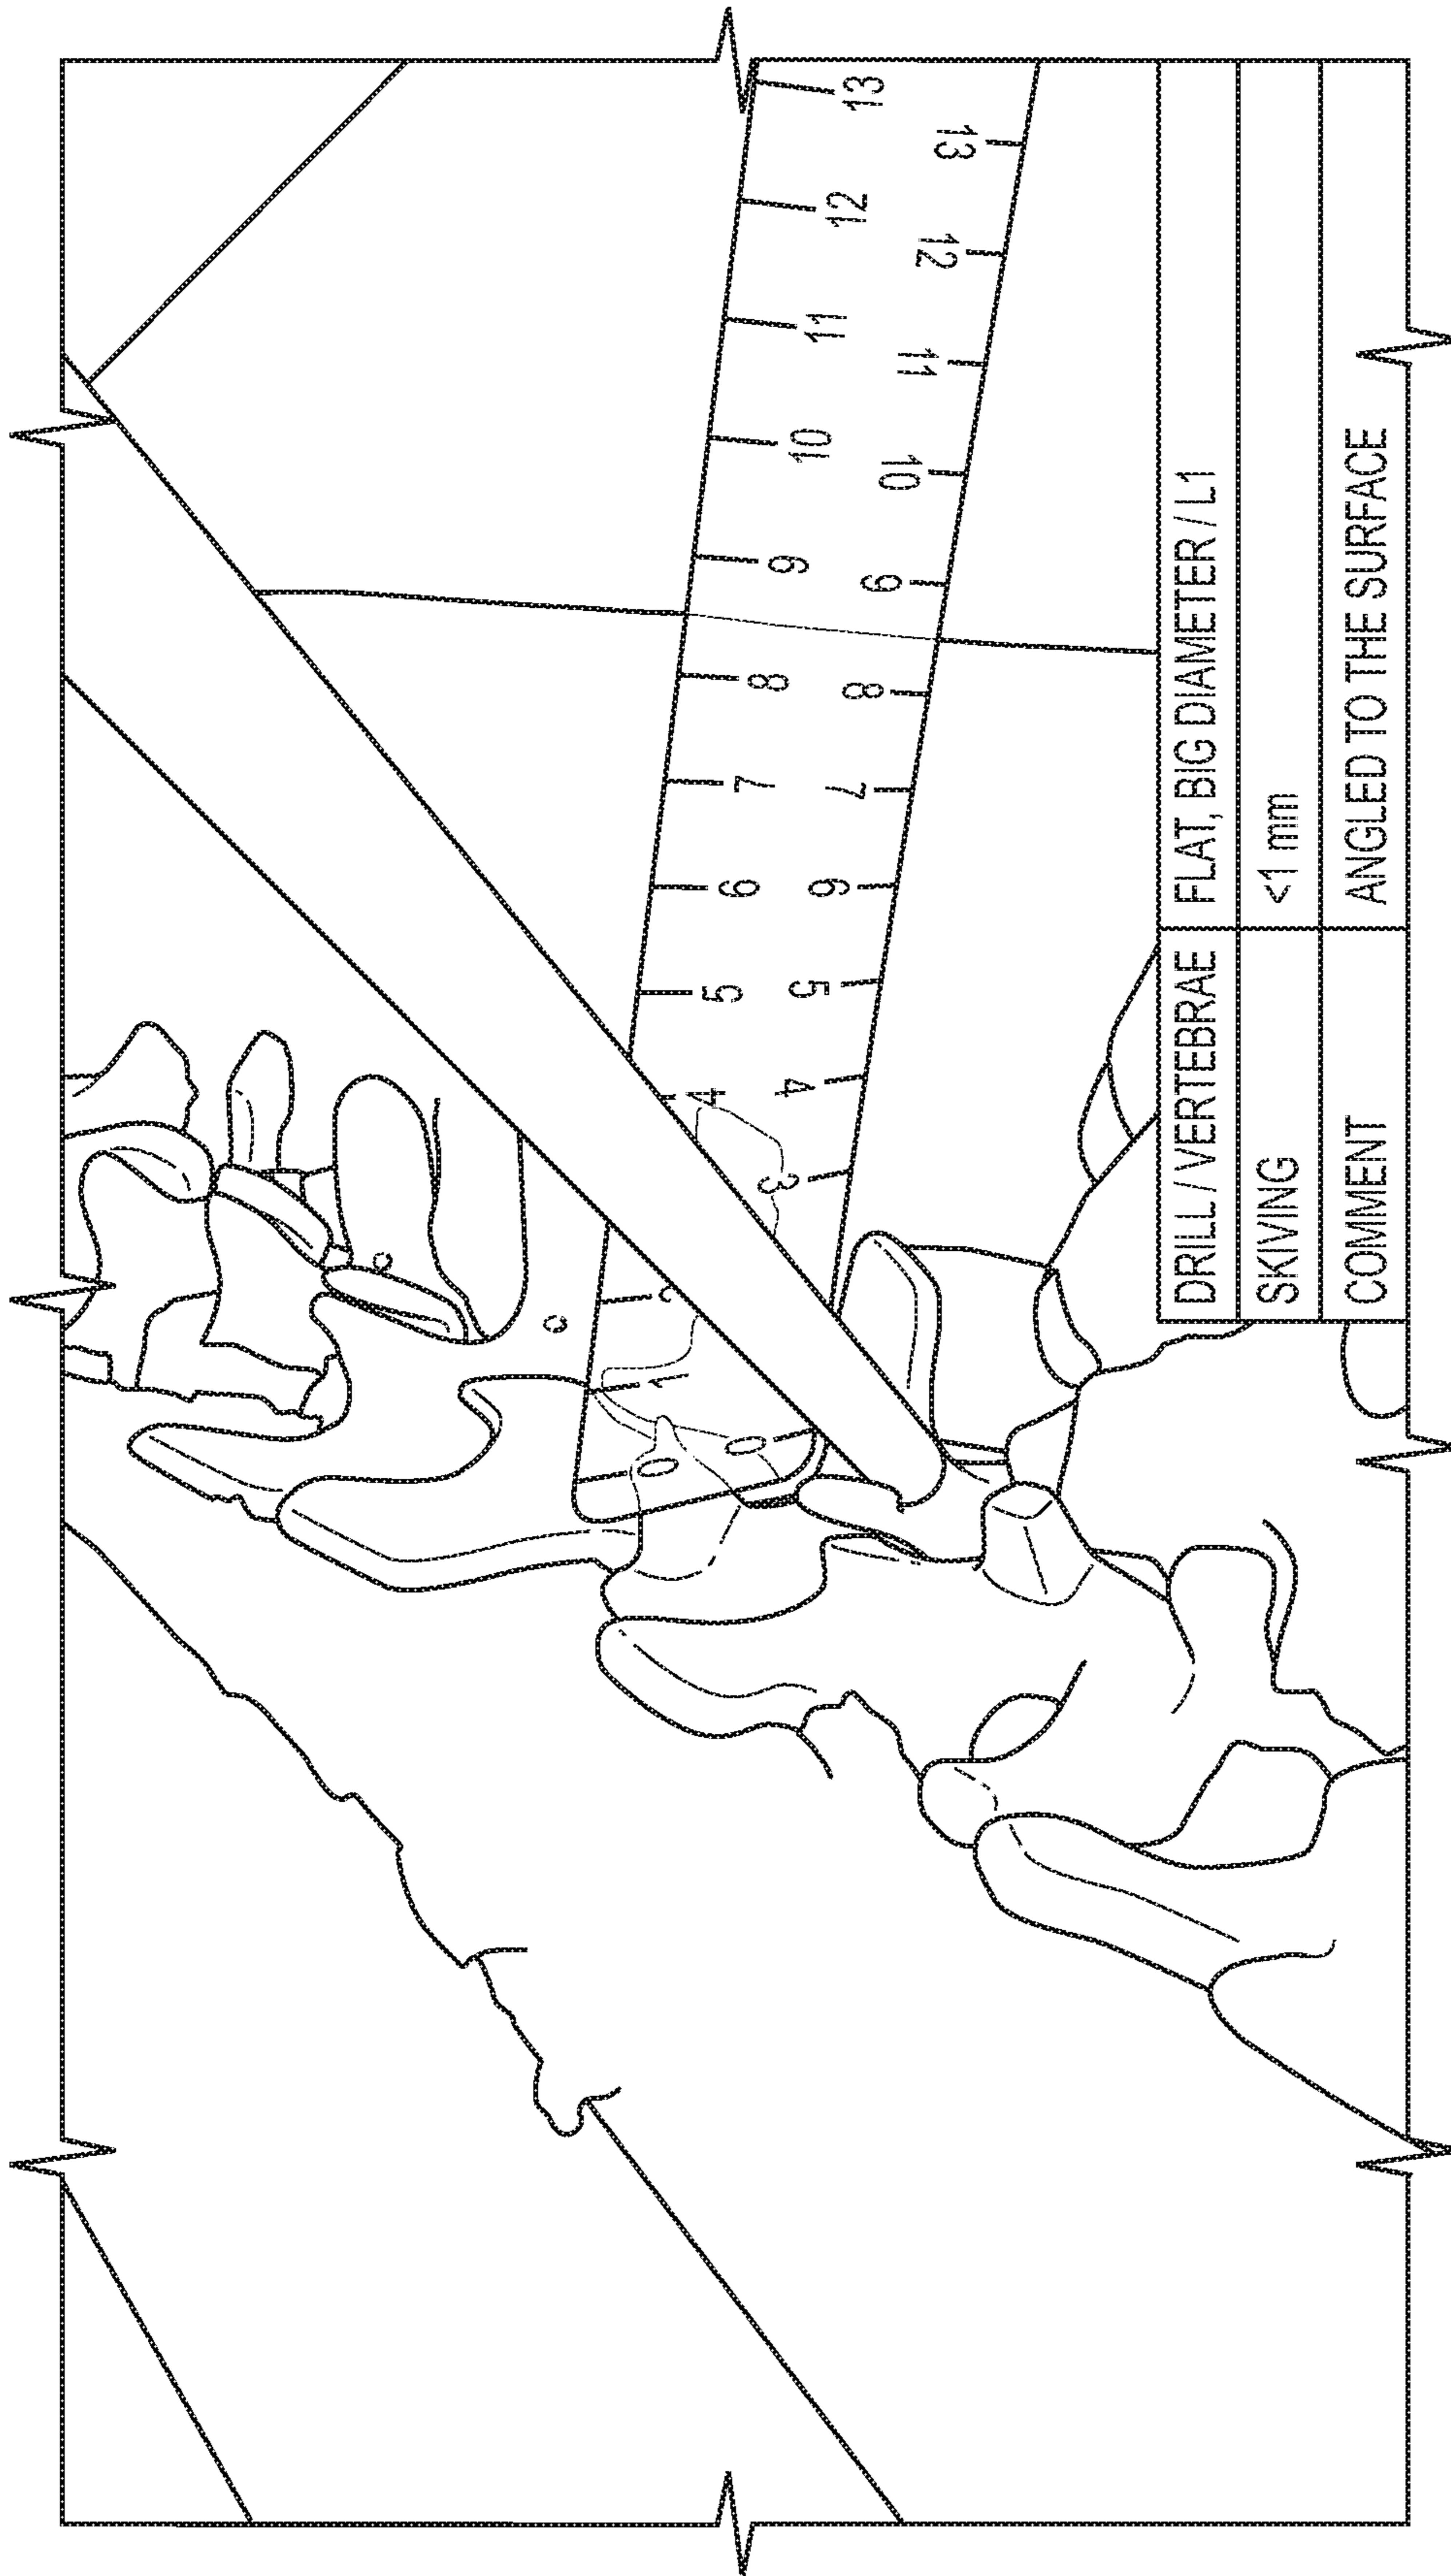 0 1 2 4 5 6 7 8 9 10 11 12 13
0 3 4 5 6 7 8 9 10 11 12 13
DRILL / VERTEBRAE FLAT, BIG DIAMETER / L1
SKIVING <1 mm
COMMENT ANGLED TO THE SURFACE